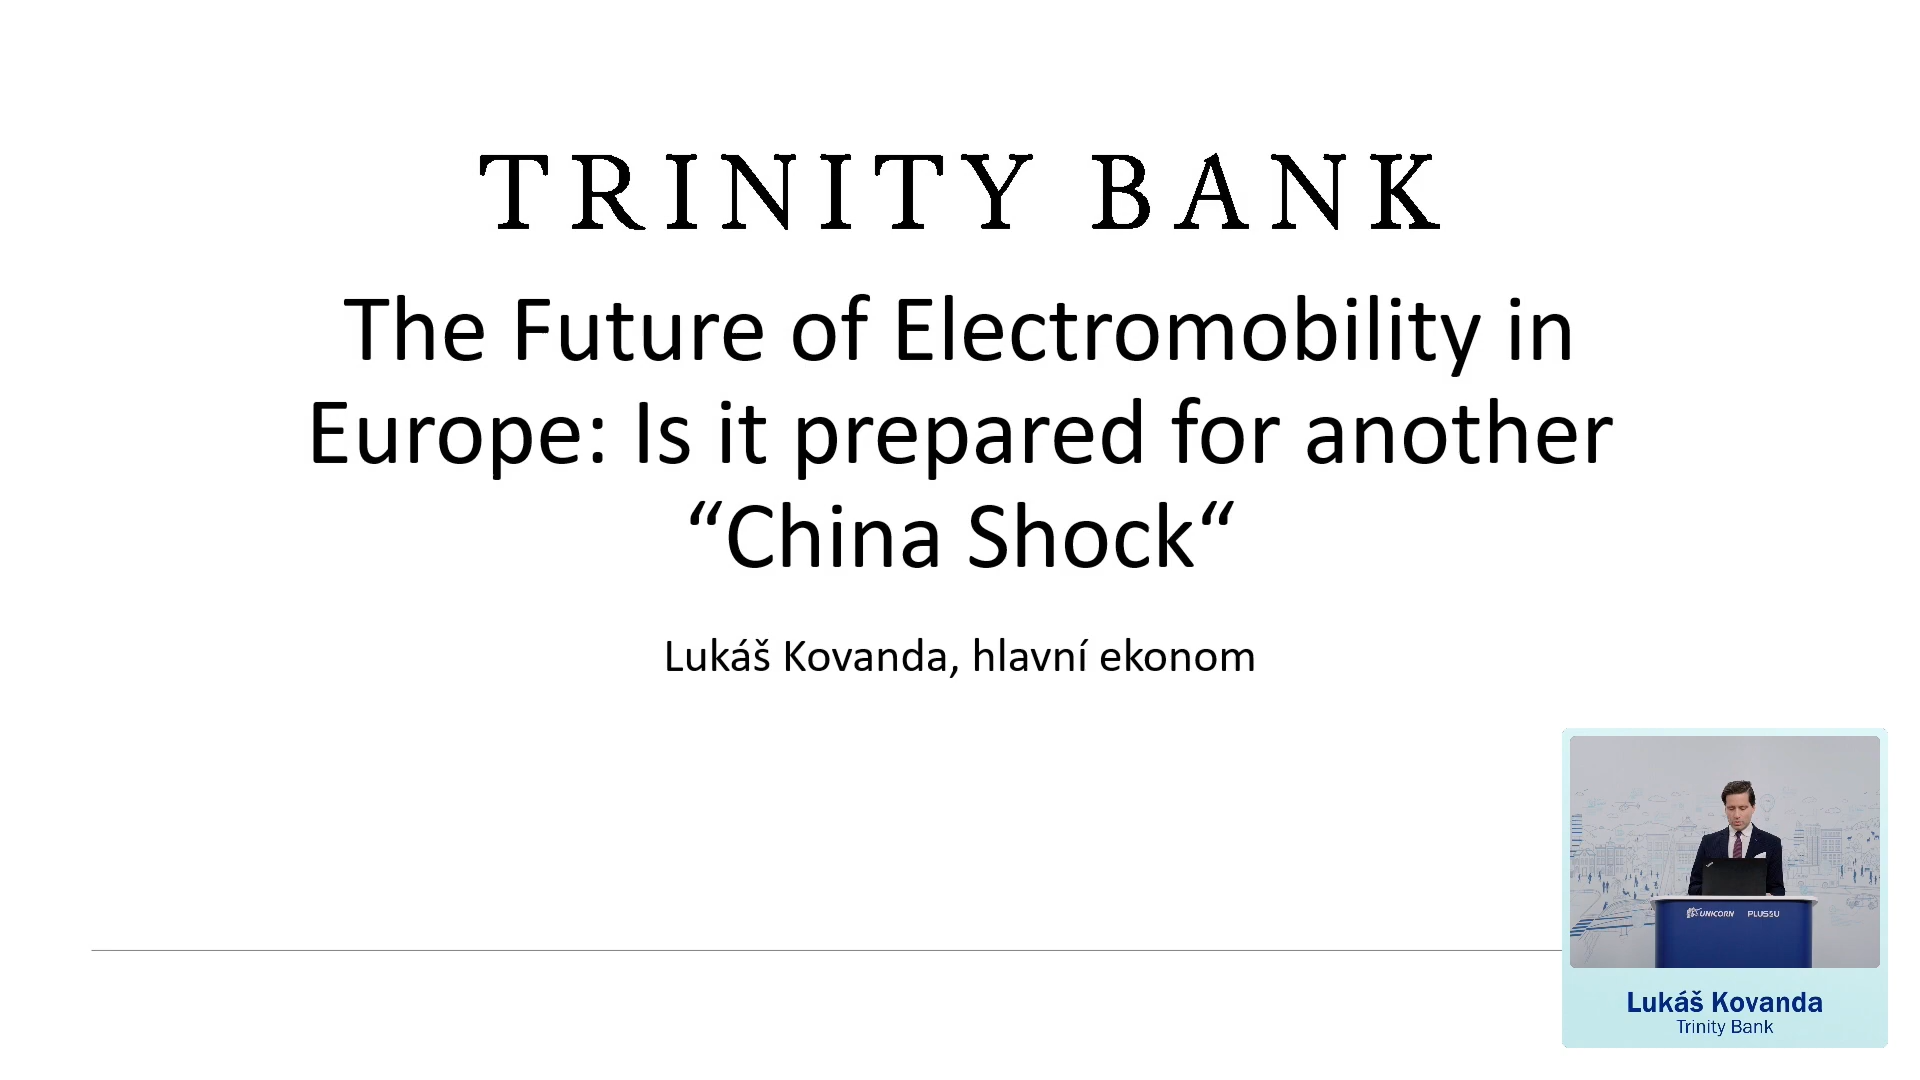 TRINITY BANK
The Future of Electromobility in
Europe: Is it prepared for another
“China Shock“
Lukáš Kovanda, hlavní ekonom
UNICORN PLUS4U
Lukáš Kovanda
Trinity Bank